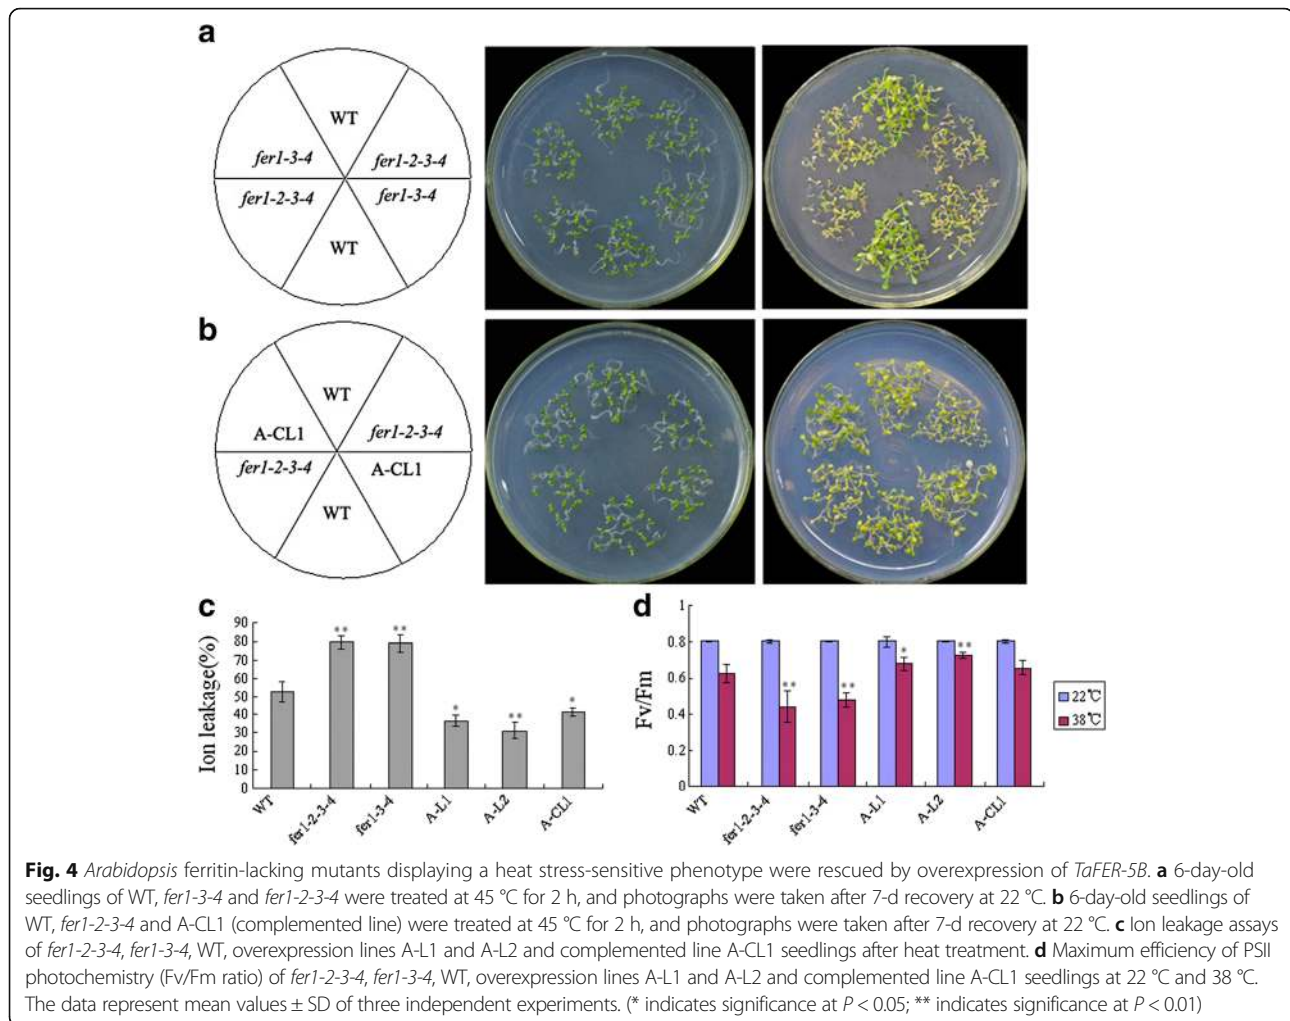 a
WT
fer1-3-4
fer1-2-3-4
fer1-2-3-4
fer1-3-4
WT
b
WT
A-CL1
fer1-2-3-4
fer1-2-3-4
A-CL1
WT
c
Ion leakage(%)
90
80
70
60
50
40
30
20
10
0
**
**
*
**
*
WT
fer1-2-3-4
fer1-3-4
A-L1
A-L2
A-CL1
d
Fv/Fm
1
0.8
0.6
0.4
0.2
0
**
**
*
**
WT
fer1-2-3-4
fer1-3-4
A-L1
A-L2
A-CL1
22℃
38℃
Fig. 4 Arabidopsis ferritin-lacking mutants displaying a heat stress-sensitive phenotype were rescued by overexpression of TaFER-5B. a 6-day-old
seedlings of WT, fer1-3-4 and fer1-2-3-4 were treated at 45 °C for 2 h, and photographs were taken after 7-d recovery at 22 °C. b 6-day-old seedlings of
WT, fer1-2-3-4 and A-CL1 (complemented line) were treated at 45 °C for 2 h, and photographs were taken after 7-d recovery at 22 °C. c Ion leakage assays
of fer1-2-3-4, fer1-3-4, WT, overexpression lines A-L1 and A-L2 and complemented line A-CL1 seedlings after heat treatment. d Maximum efficiency of PSII
photochemistry (Fv/Fm ratio) of fer1-2-3-4, fer1-3-4, WT, overexpression lines A-L1 and A-L2 and complemented line A-CL1 seedlings at 22 °C and 38 °C.
The data represent mean values ± SD of three independent experiments. (* indicates significance at P < 0.05; ** indicates significance at P < 0.01)